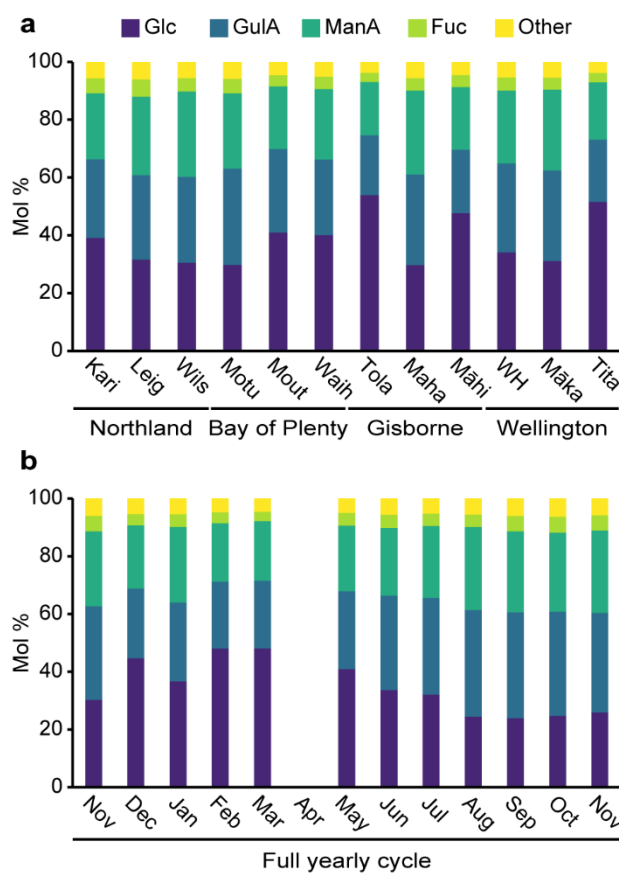 a
Glc GulA ManA Fuc Other
100
80
60
40
20
0
Mol %
Kari Leig Wils Motu Mout Waih Tola Maha Māhi WH Māka Tita
Northland Bay of Plenty Gisborne Wellington
b
100
80
60
40
20
0
Mol %
Nov Dec Jan Feb Mar Apr May Jun Jul Aug Sep Oct Nov
Full yearly cycle